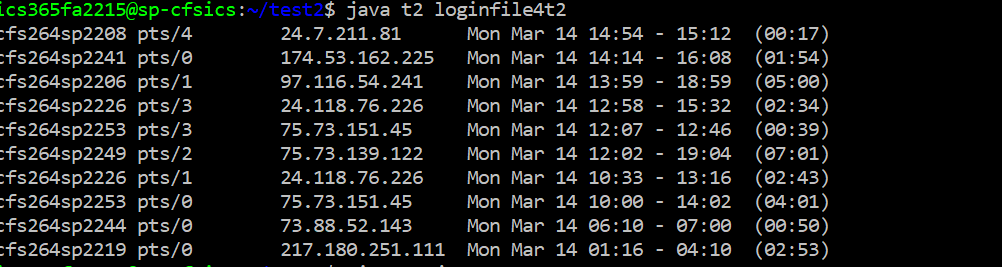 ics365fa2215@sp-cfsics:~/test2$ java t2 loginfile4t2
cfs264sp2208 pts/4        24.7.211.81      Mon Mar 14 14:54 - 15:12  (00:17)
cfs264sp2241 pts/0        174.53.162.225   Mon Mar 14 14:14 - 16:08  (01:54)
cfs264sp2206 pts/1        97.116.54.241    Mon Mar 14 13:59 - 18:59  (05:00)
cfs264sp2226 pts/3        24.118.76.226    Mon Mar 14 12:58 - 15:32  (02:34)
cfs264sp2253 pts/3        75.73.151.45     Mon Mar 14 12:07 - 12:46  (00:39)
cfs264sp2249 pts/2        75.73.139.122    Mon Mar 14 12:02 - 19:04  (07:01)
cfs264sp2226 pts/1        24.118.76.226    Mon Mar 14 10:33 - 13:16  (02:43)
cfs264sp2253 pts/0        75.73.151.45     Mon Mar 14 10:00 - 14:02  (04:01)
cfs264sp2244 pts/0        73.88.52.143     Mon Mar 14 06:10 - 07:00  (00:50)
cfs264sp2219 pts/0        217.180.251.111  Mon Mar 14 01:16 - 04:10  (02:53)